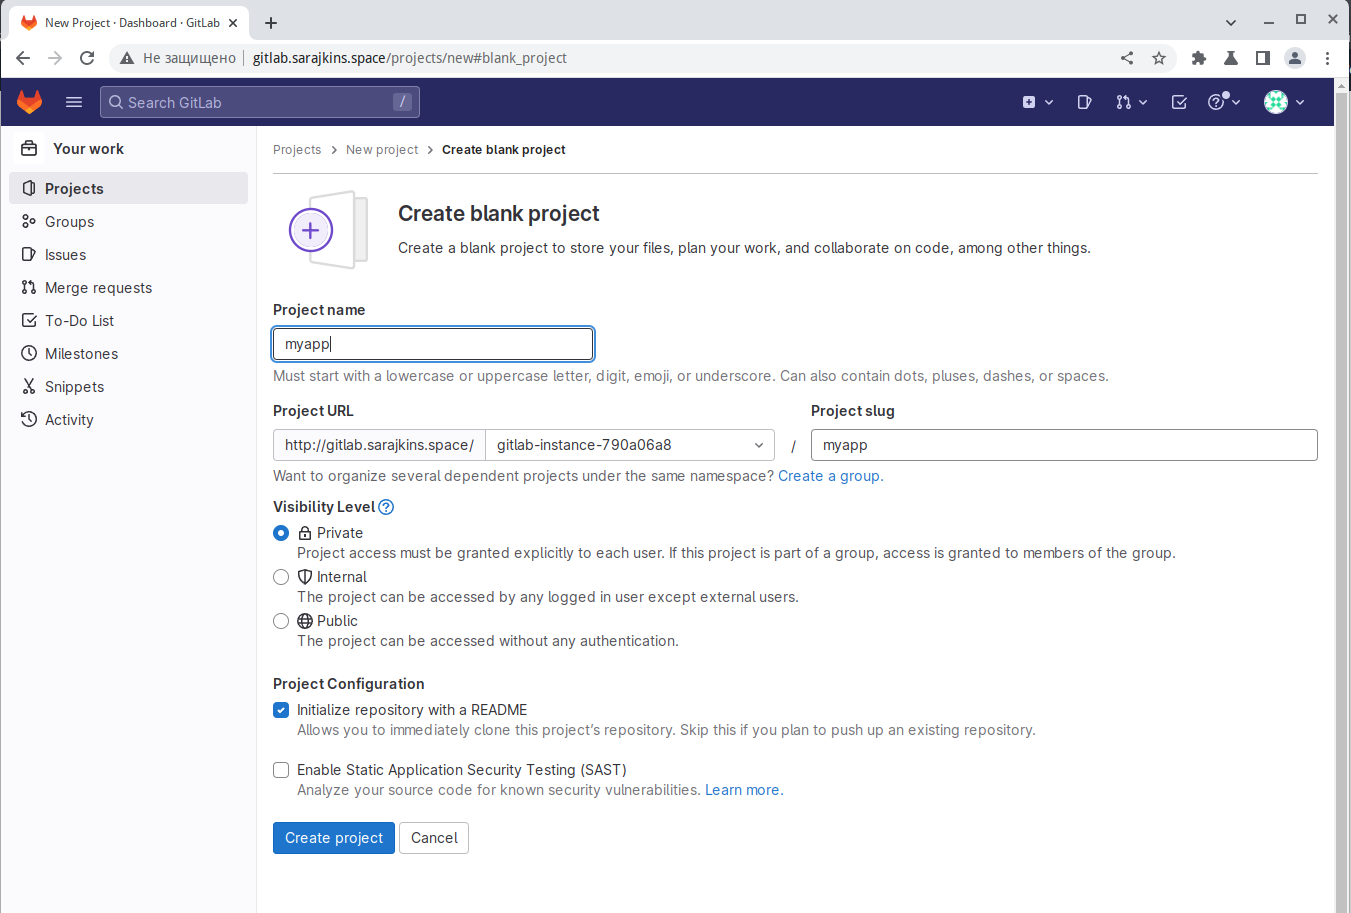 New Project · Dashboard · GitLab
Не защищено gitlab.sarajkins.space/projects/new#blank_project
Search GitLab /
Your work
Projects
Groups
Issues
Merge requests
To-Do List
Milestones
Snippets
Activity
Projects New project Create blank project
Create blank project
Create a blank project to store your files, plan your work, and collaborate on code, among other things.
Project name
myapp
Must start with a lowercase or uppercase letter, digit, emoji, or underscore. Can also contain dots, pluses, dashes, or spaces.
Project URL Project slug
http://gitlab.sarajkins.space/ gitlab-instance-790a06a8 / myapp
Want to organize several dependent projects under the same namespace? Create a group.
Visibility Level
Private
Project access must be granted explicitly to each user. If this project is part of a group, access is granted to members of the group.
Internal
The project can be accessed by any logged in user except external users.
Public
The project can be accessed without any authentication.
Project Configuration
Initialize repository with a README
Allows you to immediately clone this project’s repository. Skip this if you plan to push up an existing repository.
Enable Static Application Security Testing (SAST)
Analyze your source code for known security vulnerabilities. Learn more.
Create project Cancel